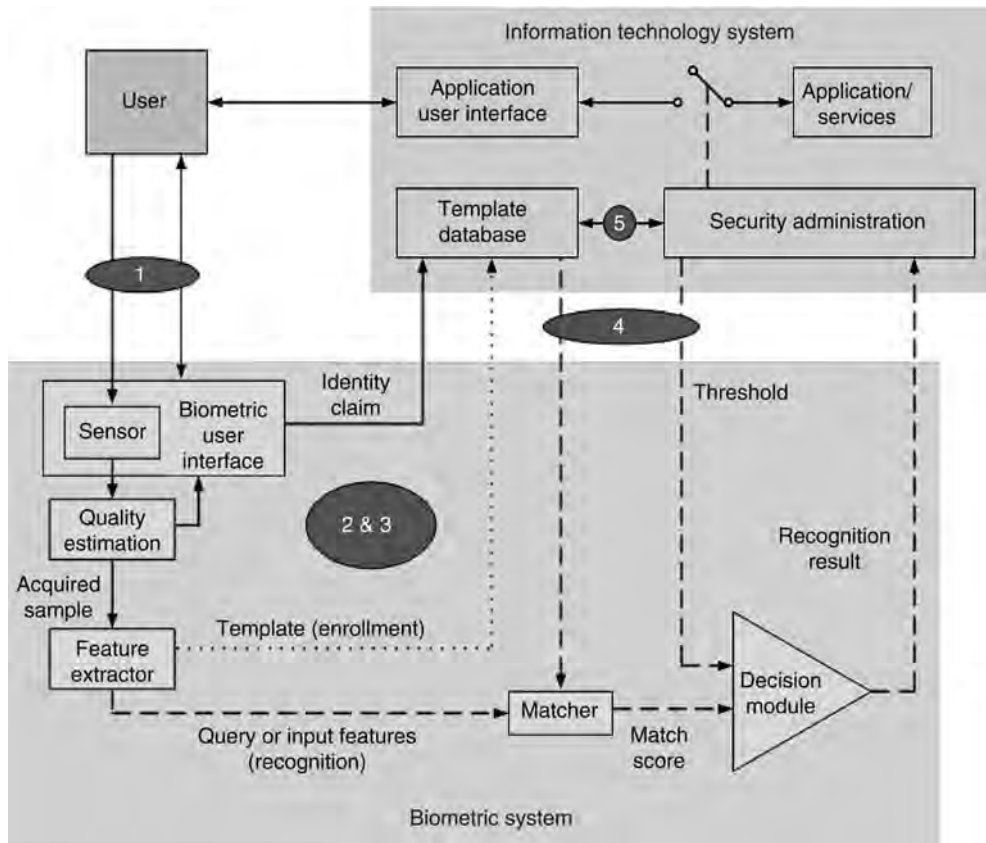 Information technology system
User
Application
user interface
Application/
services
Template
database
5
Security administration
1
4
Identity
claim
Threshold
Sensor
Biometric
user
interface
2 & 3
Quality
estimation
Recognition
result
Acquired
sample
Template (enrollment)
Feature
extractor
Decision
module
Matcher
Query or input features
(recognition)
Match
score
Biometric system